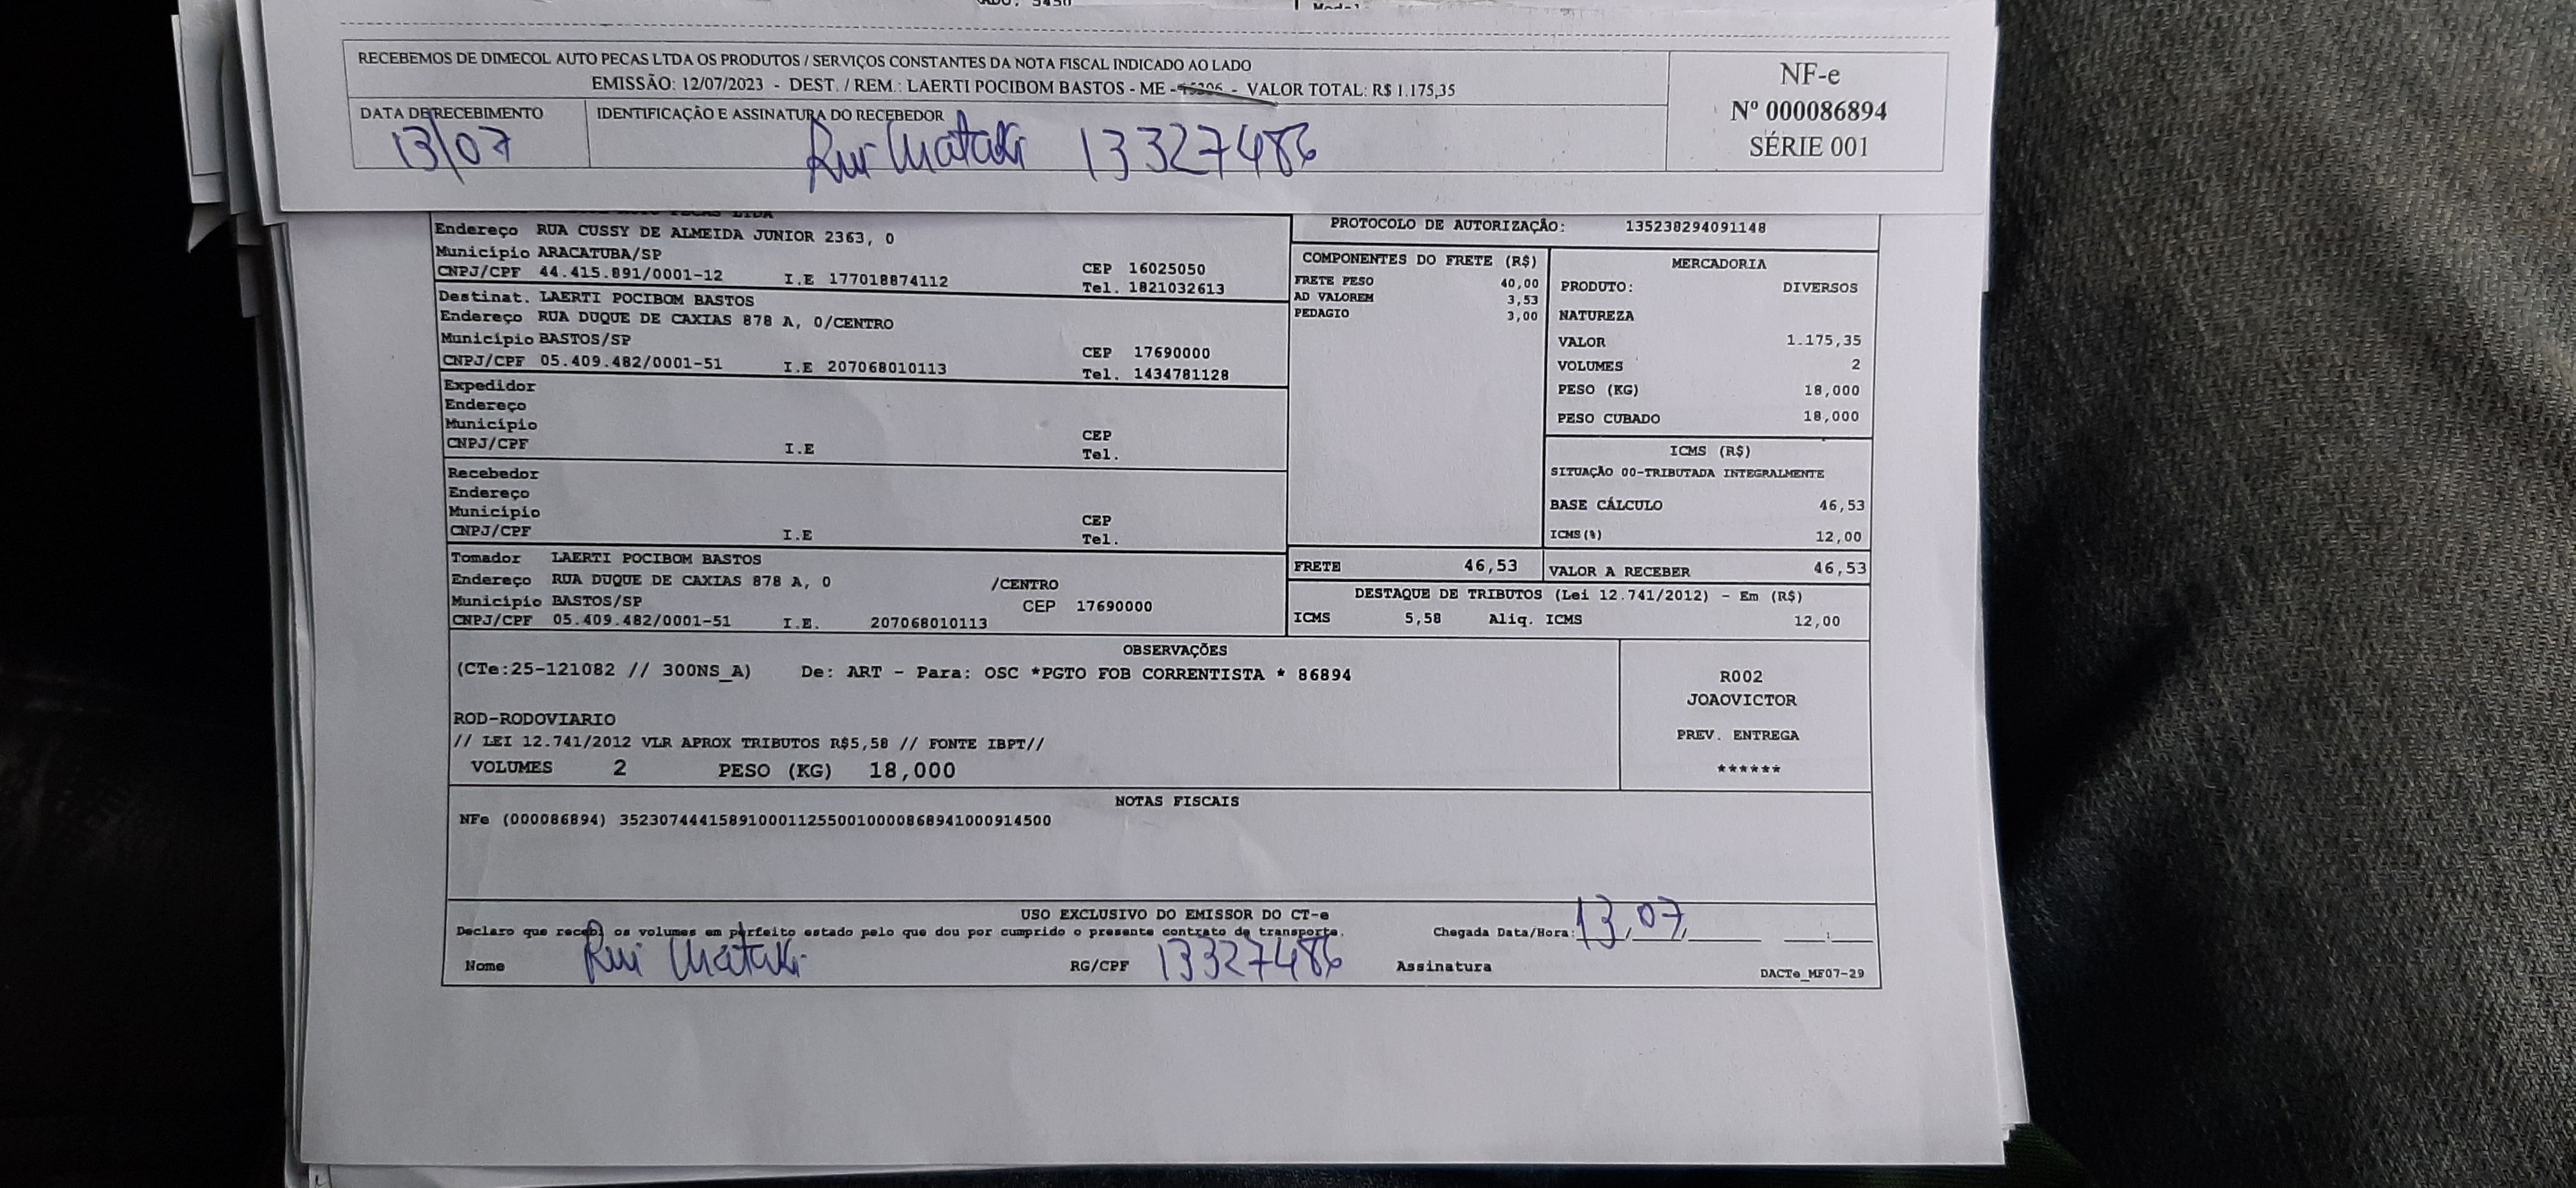 RECEBEMOS DE DIMECOL AUTO PECAS LTDA OS PRODUTOS / SERVIÇOS CONSTANTES DA NOTA FISCAL INDICADO AO LADO
EMISSÃO: 12/07/2023 - DEST. / REM.: LAERTI POCIBOM BASTOS - ME - - VALOR TOTAL: R$ 1.175,35
DATA DE RECEBIMENTO
13/07
IDENTIFICAÇÃO E ASSINATURA DO RECEBEDOR
Rui 13327486
NF-e
Nº 000086894
SÉRIE 001
Endereço RUA CUSSY DE ALMEIDA JUNIOR 2363, 0
Município ARACATUBA/SP
CEP 16025050
CNPJ/CPF 44.415.891/0001-12 I.E 177018874112
Tel. 1821032613
Destinat. LAERTI POCIBOM BASTOS
Endereço RUA DUQUE DE CAXIAS 878 A, 0/CENTRO
Município BASTOS/SP
CEP 17690000
CNPJ/CPF 05.409.482/0001-51 I.E 207068010113
Tel. 1434781128
Expedidor
Endereço
Município
CEP
CNPJ/CPF I.E
Tel.
Recebedor
Endereço
Município
CEP
CNPJ/CPF I.E
Tel.
Tomador LAERTI POCIBOM BASTOS
Endereço RUA DUQUE DE CAXIAS 878 A, 0 /CENTRO
Município BASTOS/SP CEP 17690000
CNPJ/CPF 05.409.482/0001-51 I.E. 207068010113
PROTOCOLO DE AUTORIZAÇÃO: 135238294091148
COMPONENTES DO FRETE (R$)
FRETE PESO 40,00
AD VALOREM 3,53
PEDAGIO 3,00
MERCADORIA
PRODUTO: DIVERSOS
NATUREZA
VALOR 1.175,35
VOLUMES 2
PESO (KG) 18,000
PESO CUBADO 18,000
ICMS (R$)
SITUAÇÃO 00-TRIBUTADA INTEGRALMENTE
BASE CÁLCULO 46,53
ICMS(%) 12,00
FRETE 46,53
VALOR A RECEBER 46,53
DESTAQUE DE TRIBUTOS (Lei 12.741/2012) - Em (R$)
ICMS 5,58 Aliq. ICMS 12,00
OBSERVAÇÕES
(CTe:25-121082 // 300NS_A) De: ART - Para: OSC *PGTO FOB CORRENTISTA * 86894
ROD-RODOVIARIO
// LEI 12.741/2012 VLR APROX TRIBUTOS R$5,58 // FONTE IBPT//
VOLUMES 2 PESO (KG) 18,000
R002
JOAOVICTOR
PREV. ENTREGA
******
NOTAS FISCAIS
NFe (000086894) 35230744415891000112550010000868941000914500
USO EXCLUSIVO DO EMISSOR DO CT-e
Declaro que recebi os volumes em perfeito estado pelo que dou por cumprido o presente contrato de transporte.
Chegada Data/Hora: 13/07/
Nome Rui
RG/CPF 13327486
Assinatura
DACTe_MF07-29